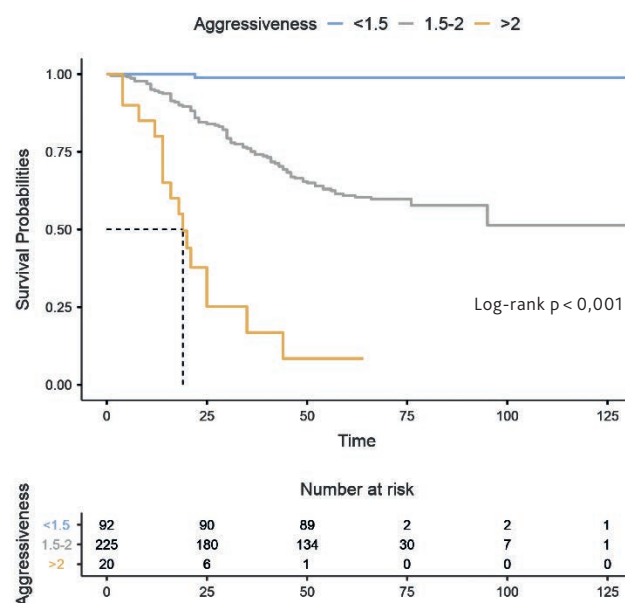 Aggressiveness <1.5 1.5-2 >2
1.00
0.75
0.50
0.25
0.00
Survival Probabilities
Log-rank p < 0,001
0 25 50 75 100 125
Time
Number at risk
Aggressiveness
<1.5 92 90 89 2 2 1
1.5-2 225 180 134 30 7 1
>2 20 6 1 0 0 0
0 25 50 75 100 125